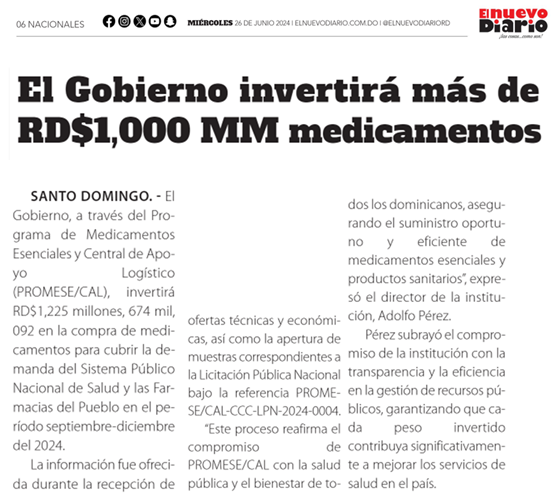 06 NACIONALES
MIÉRCOLES 26 DE JUNIO 2024 | ELNUEVODIARIO.COM.DO | @ELNUEVODIARIORD
El nuevo
Diario
¡Las cosas...como son!
El Gobierno invertirá más de
RD$1,000 MM medicamentos
SANTO DOMINGO. - El
Gobierno, a través del Pro-
grama de Medicamentos
Esenciales y Central de Apo-
yo Logístico
(PROMESE/CAL), invertirá
RD$1,225 millones, 674 mil,
092 en la compra de medi-
camentos para cubrir la de-
manda del Sistema Público
Nacional de Salud y las Far-
macias del Pueblo en el pe-
ríodo septiembre-diciembre
del 2024.
La información fue ofreci-
da durante la recepción de
ofertas técnicas y económi-
cas, así como la apertura de
muestras correspondientes a
la Licitación Pública Nacional
bajo la referencia PROME-
SE/CAL-CCC-LPN-2024-0004.
"Este proceso reafirma el
compromiso de
PROMESE/CAL con la salud
pública y el bienestar de to-
dos los dominicanos, asegu-
rando el suministro oportu-
no y eficiente de
medicamentos esenciales y
productos sanitarios", expre-
só el director de la institu-
ción, Adolfo Pérez.
Pérez subrayó el compro-
miso de la institución con la
transparencia y la eficiencia
en la gestión de recursos pú-
blicos, garantizando que ca-
da peso invertido
contribuya significativamen-
te a mejorar los servicios de
salud en el país.